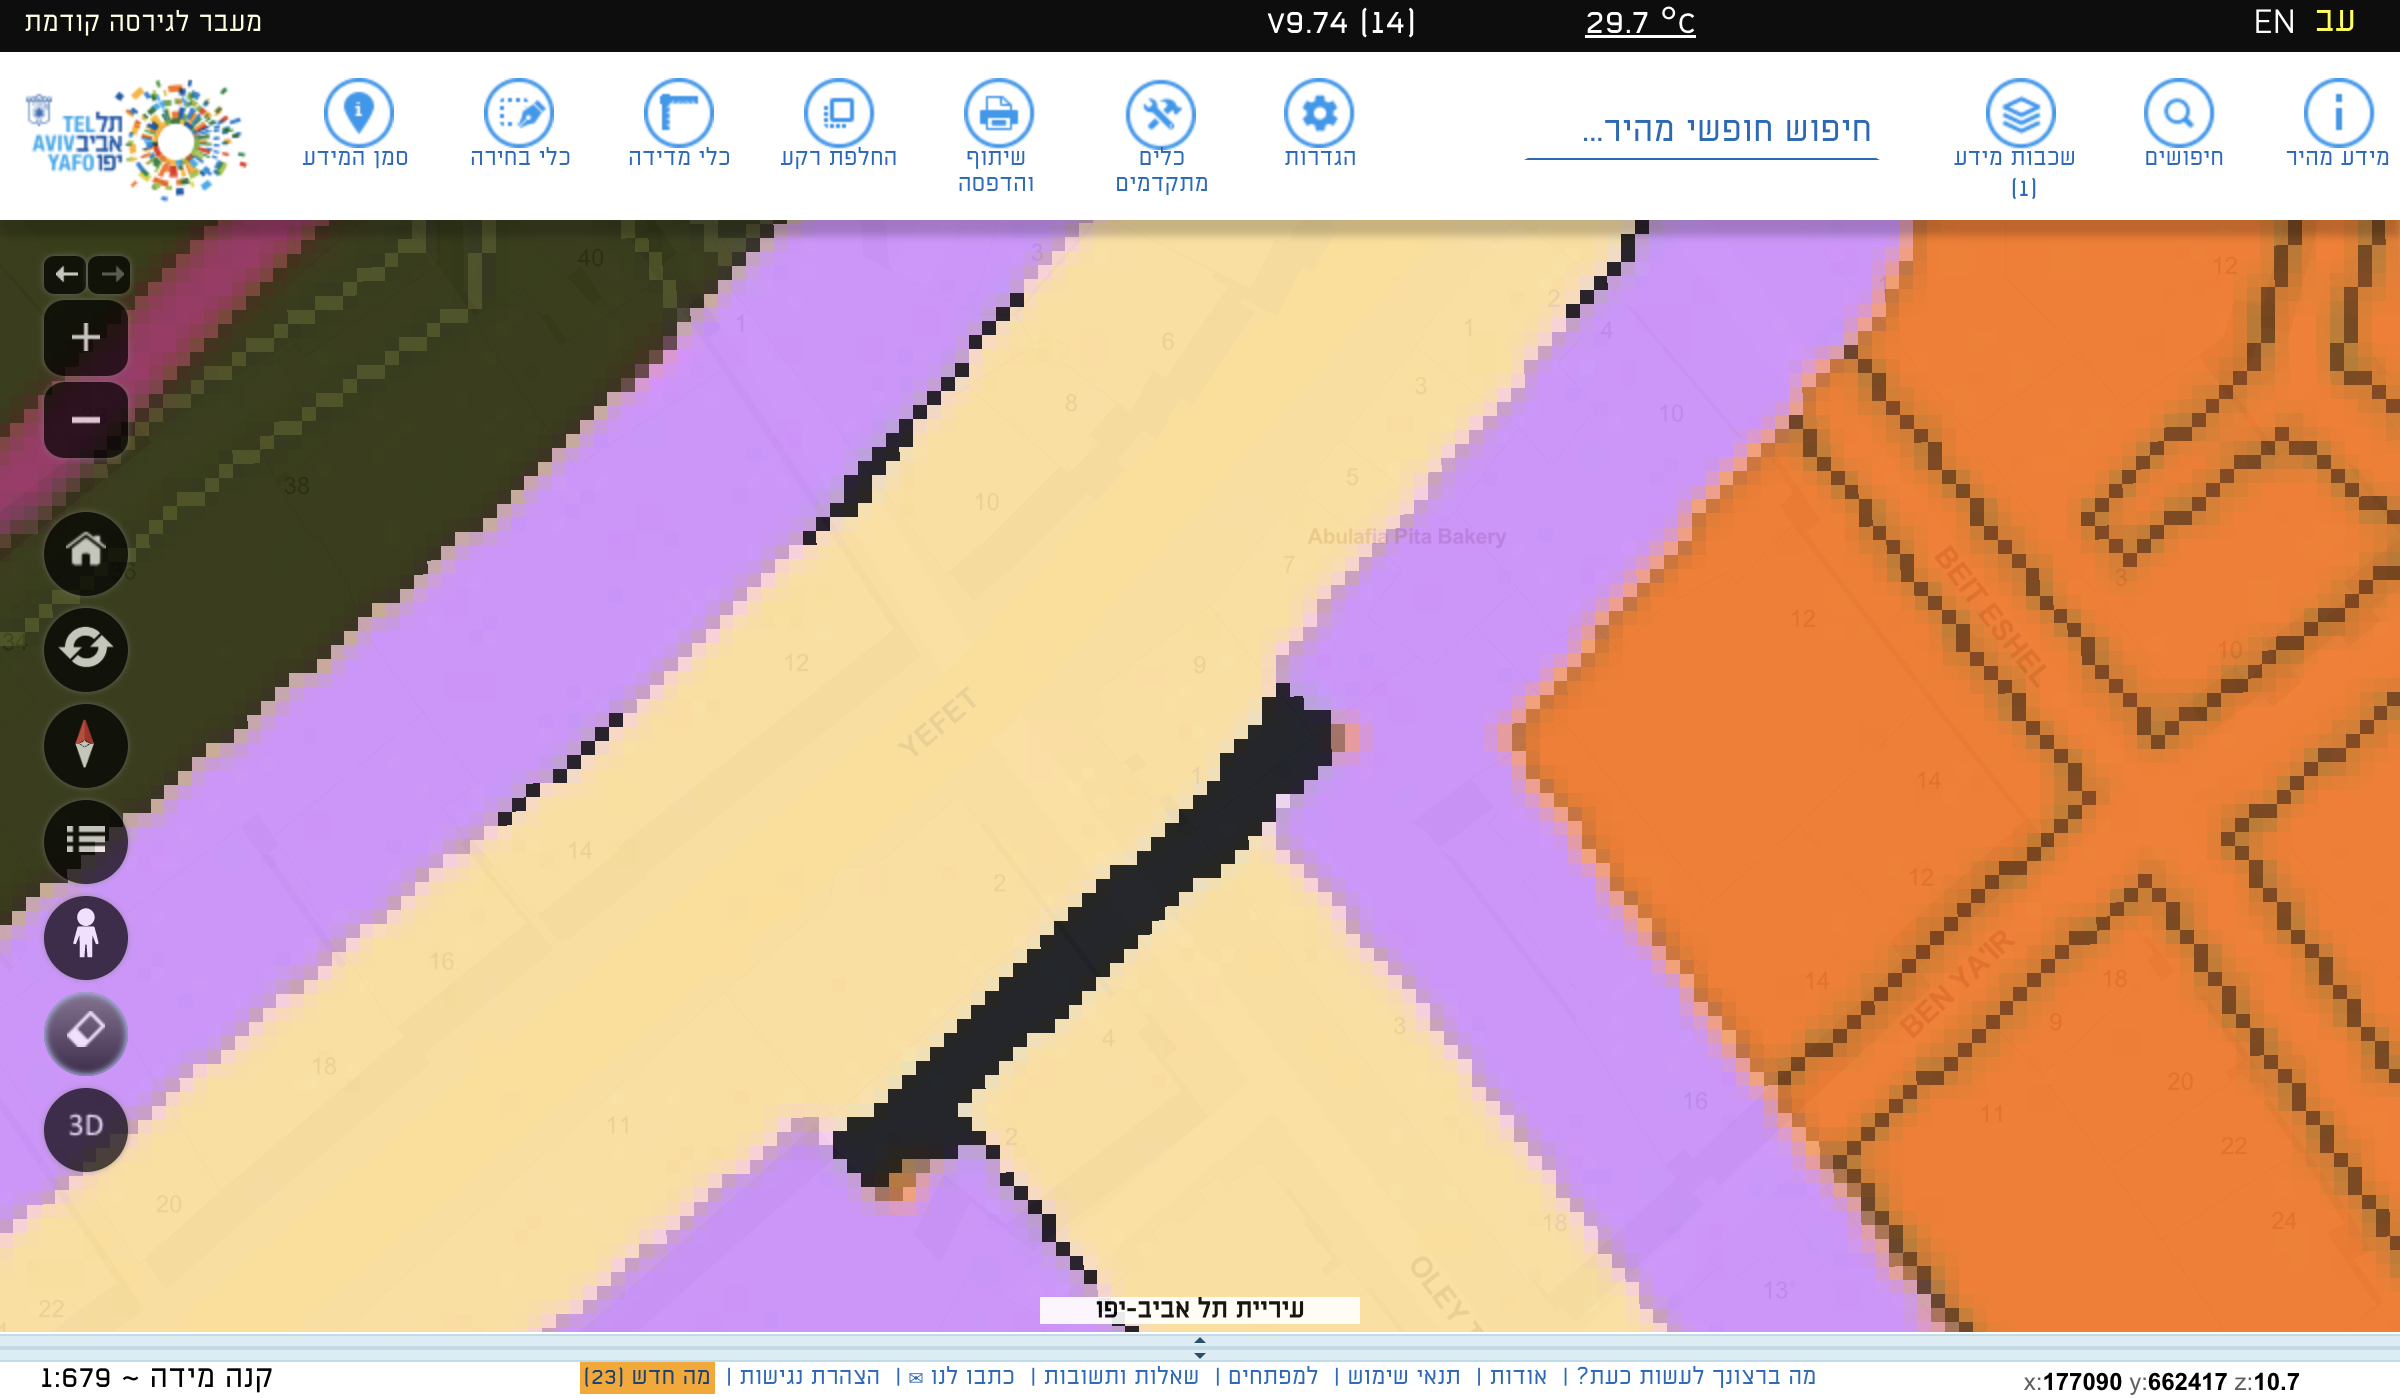 מעבר לגירסה קודמת
V9.74 (14)
29.7 °C
EN עב
תל אביב יפו
TEL AVIV YAFO
סמן המידע
כלי בחירה
כלי מדידה
החלפת רקע
שיתוף והדפסה
כלים מתקדמים
הגדרות
חיפוש חופשי מהיר...
שכבות מידע (1)
חיפושים
מידע מהיר
40
3
12
1
2
4
1
6
3
8
10
38
5
10
Abulafia Pita Bakery
7
12
BEIT ESHEL
3
34
12
9
10
YEFET
1
14
14
2
12
16
14
BEN YA'IR
18
18
4
3
9
20
16
11
11
2
22
20
18
24
13
OLEY
22
3D
עיריית תל אביב-יפו
קנה מידה ~ 1:679
מה ברצונך לעשות כעת? | אודות | תנאי שימוש | למפתחים | שאלות ותשובות | כתבו לנו ✉ | הצהרת נגישות | מה חדש (23)
x:177090 y:662417 z:10.7